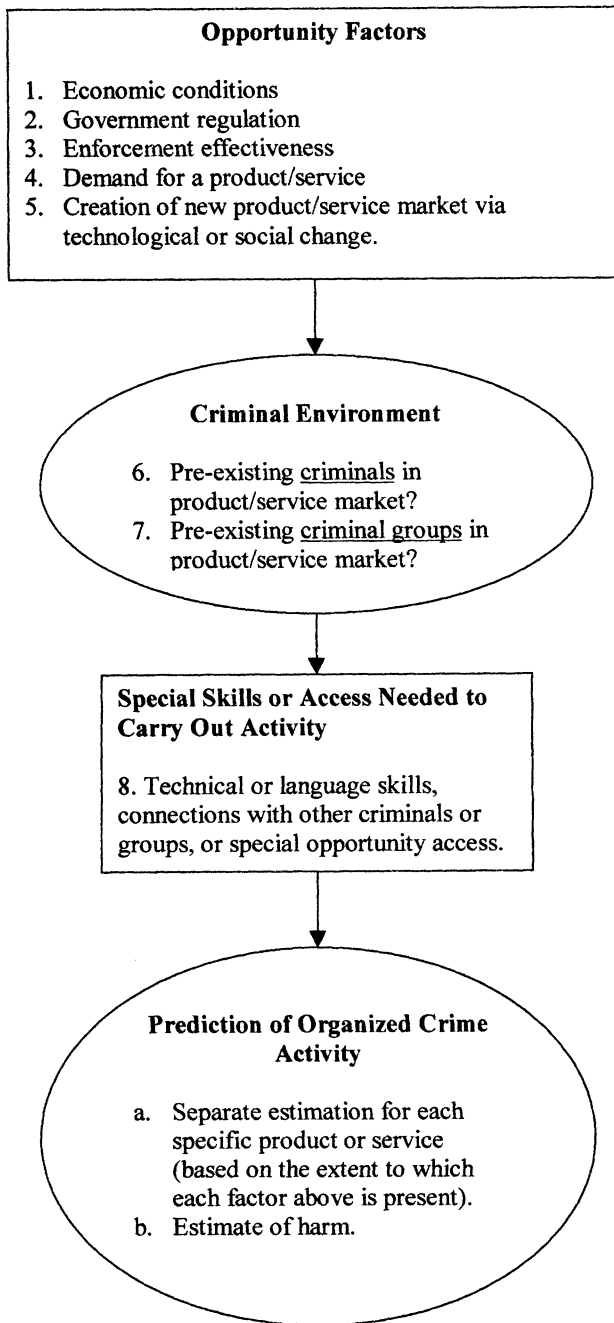 Opportunity Factors
1. Economic conditions
2. Government regulation
3. Enforcement effectiveness
4. Demand for a product/service
5. Creation of new product/service market via
technological or social change.
Criminal Environment
6. Pre-existing criminals in
product/service market?
7. Pre-existing criminal groups in
product/service market?
Special Skills or Access Needed to
Carry Out Activity
8. Technical or language skills,
connections with other criminals or
groups, or special opportunity access.
Prediction of Organized Crime
Activity
a. Separate estimation for each
specific product or service
(based on the extent to which
each factor above is present).
b. Estimate of harm.